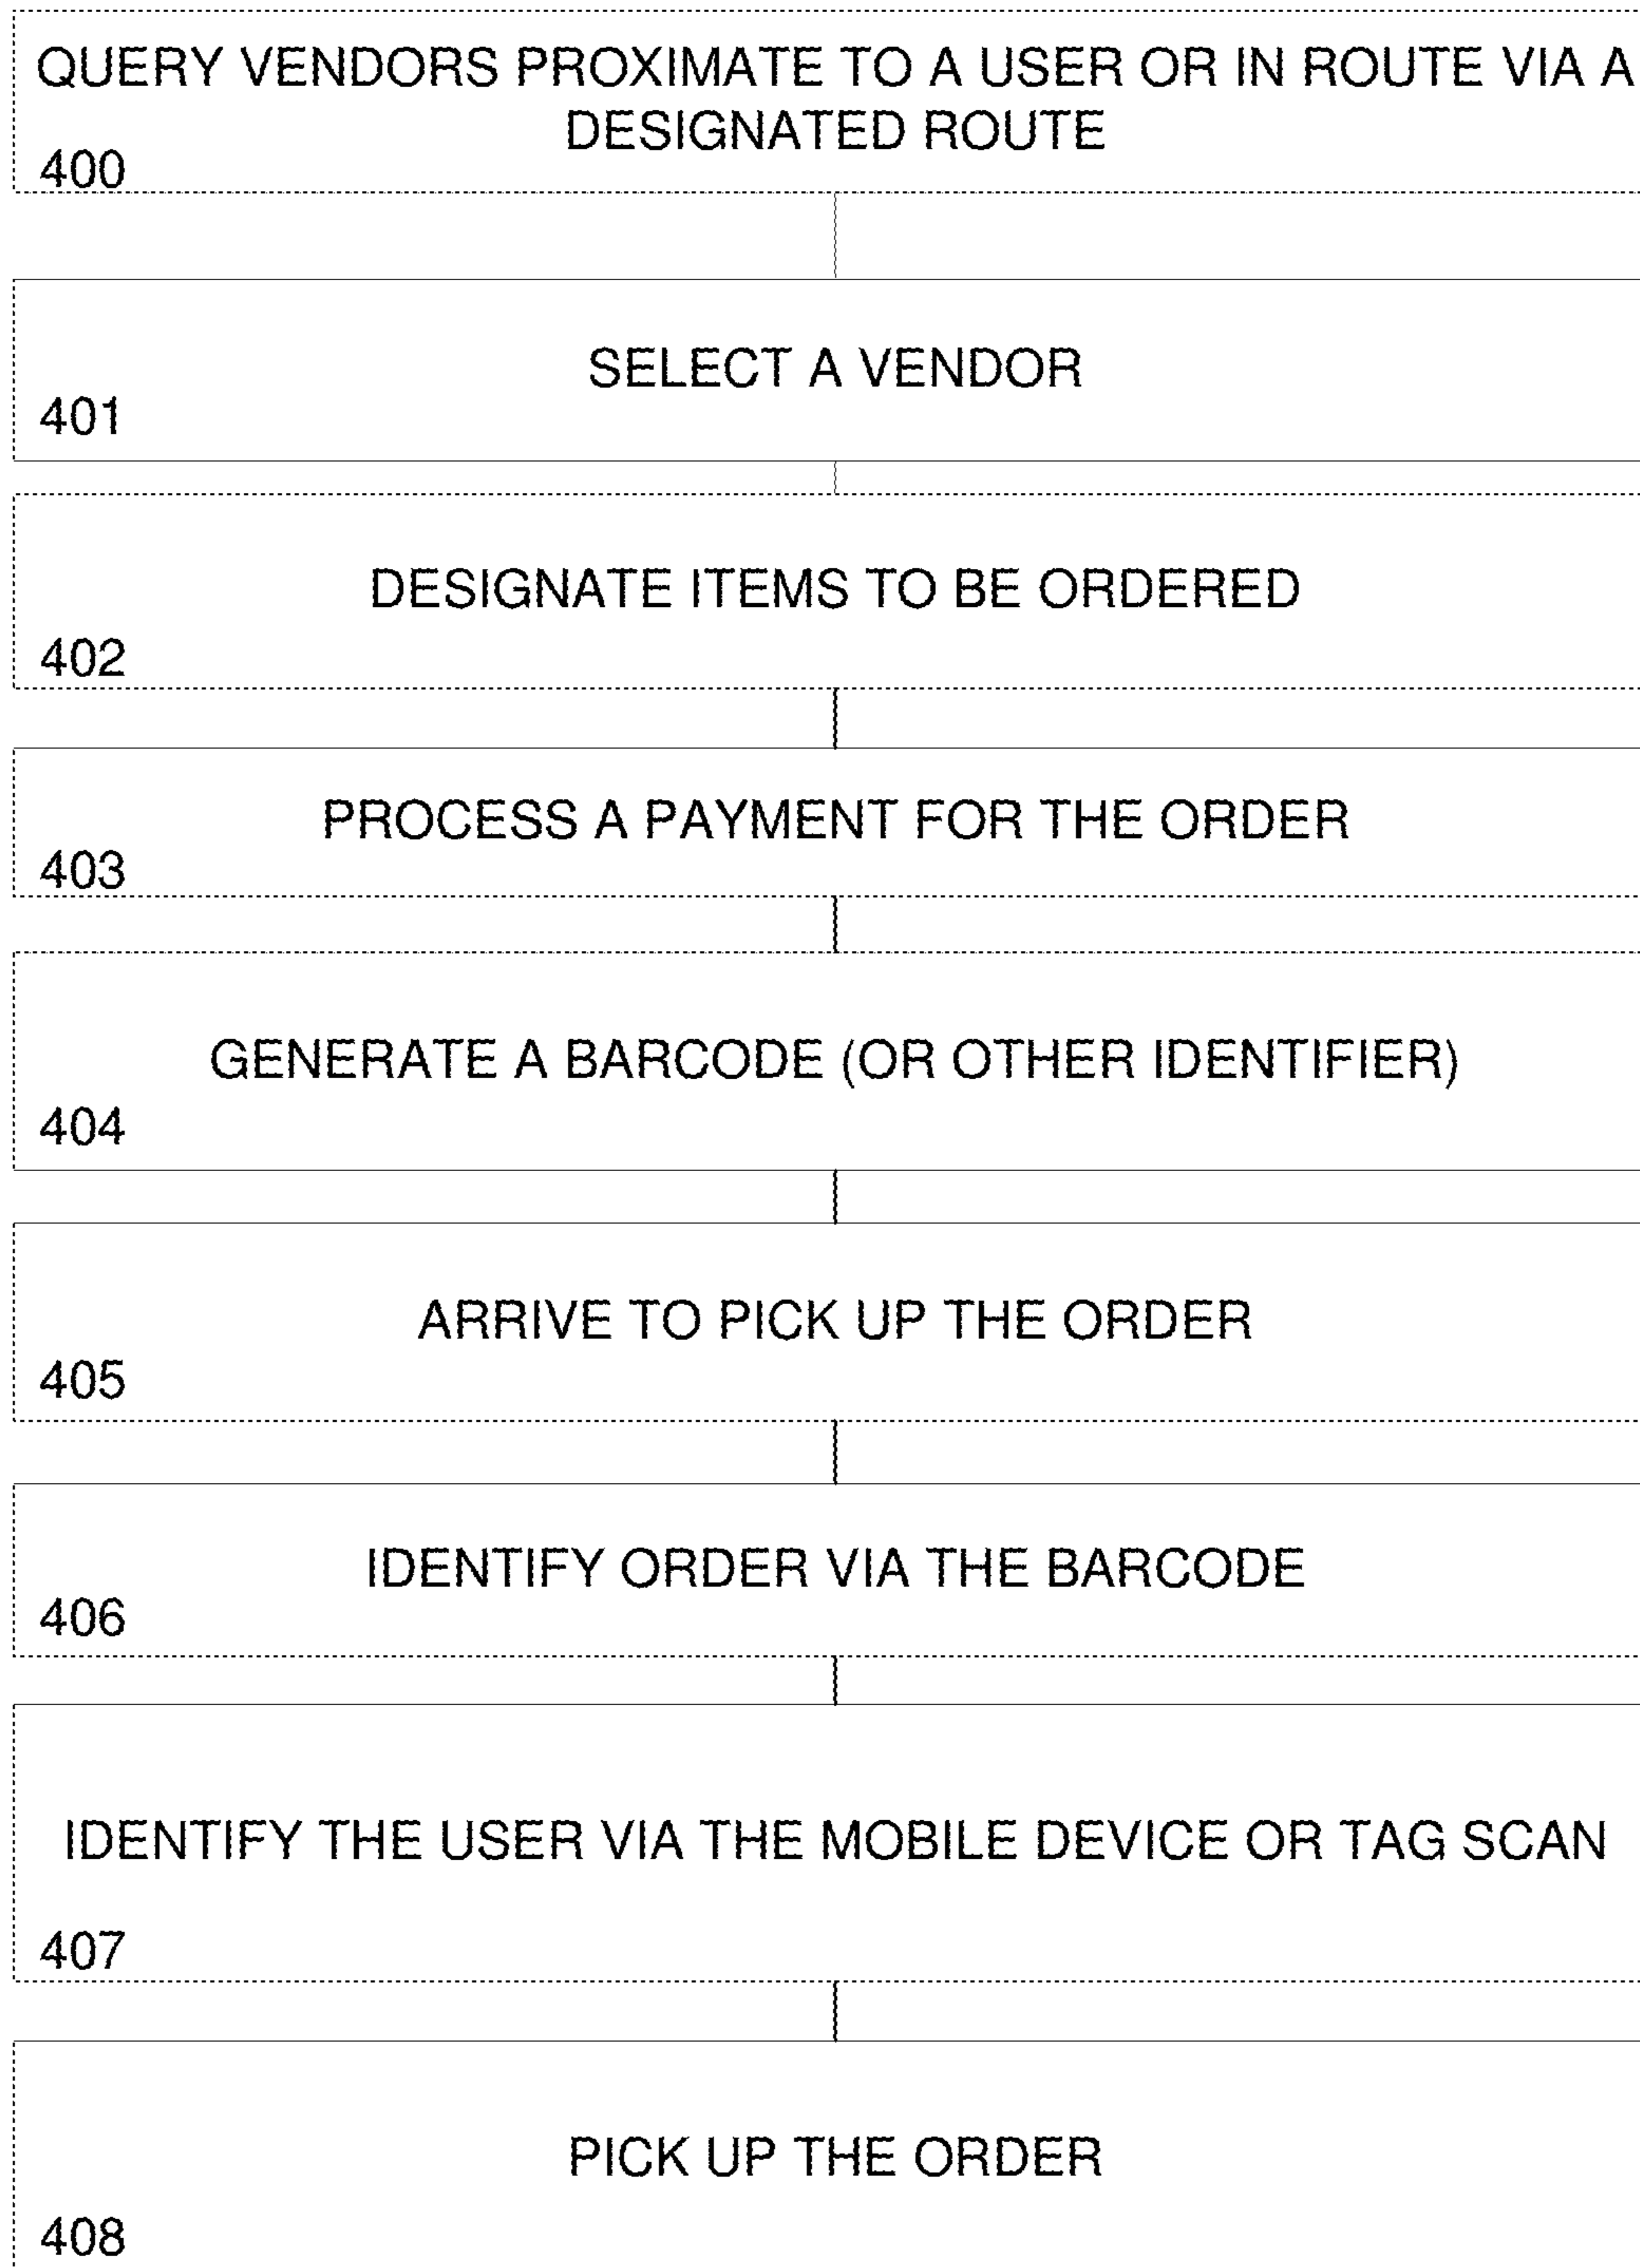 QUERY VENDORS PROXIMATE TO A USER OR IN ROUTE VIA A
DESIGNATED ROUTE
400
SELECT A VENDOR
401
DESIGNATE ITEMS TO BE ORDERED
402
PROCESS A PAYMENT FOR THE ORDER
403
GENERATE A BARCODE (OR OTHER IDENTIFIER)
404
ARRIVE TO PICK UP THE ORDER
405
IDENTIFY ORDER VIA THE BARCODE
406
IDENTIFY THE USER VIA THE MOBILE DEVICE OR TAG SCAN
407
PICK UP THE ORDER
408